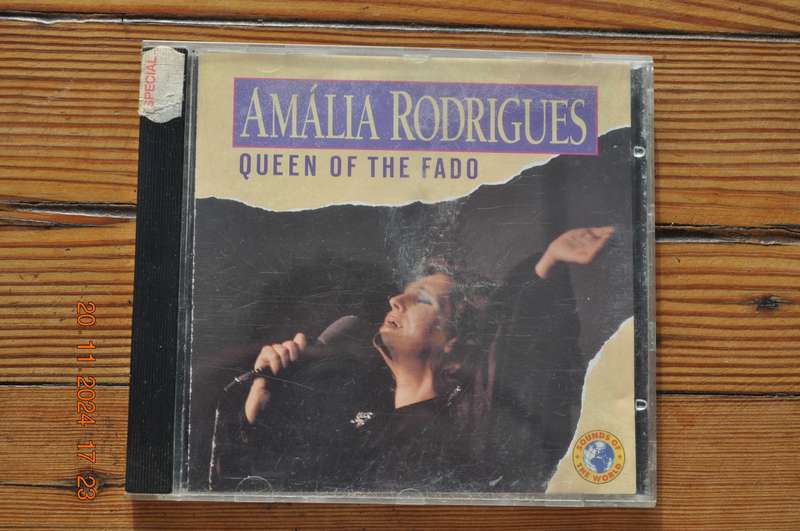 SPECIAL
AMÁLIA RODRIGUES
QUEEN OF THE FADO
SOUNDS OF
THE WORLD
20 11 2024 17 23